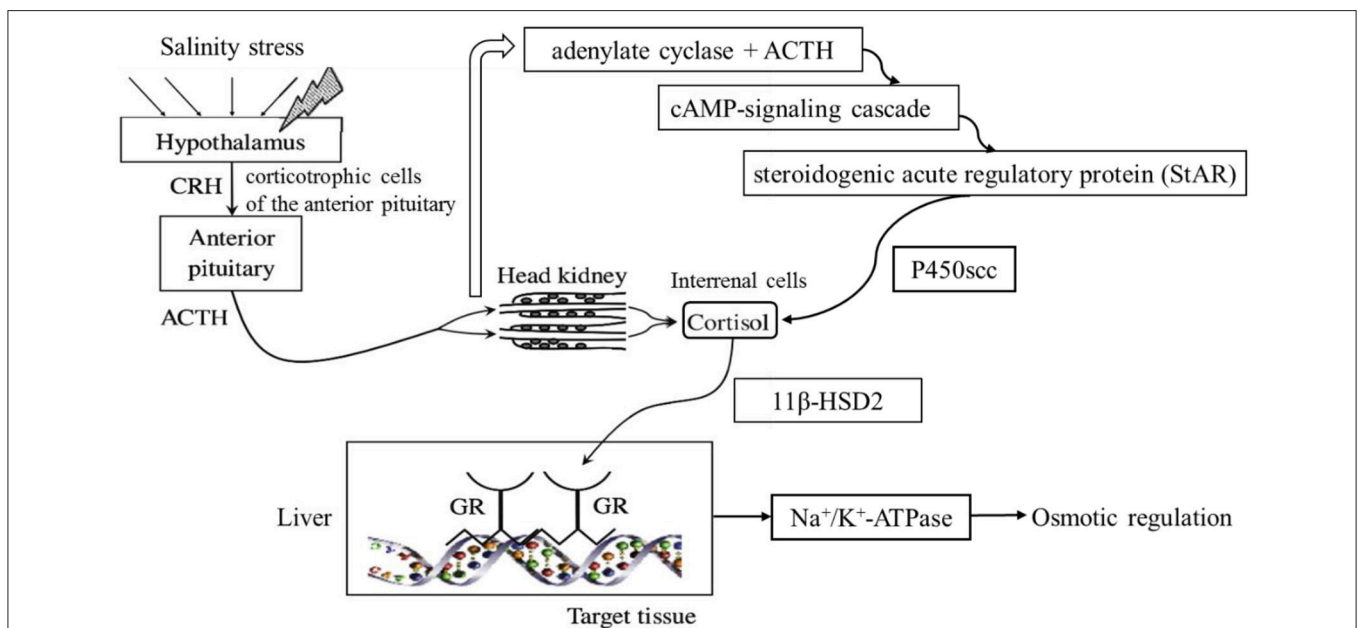 Salinity stress
adenylate cyclase + ACTH
cAMP-signaling cascade
Hypothalamus
steroidogenic acute regulatory protein (StAR)
CRH
corticotrophic cells
of the anterior pituitary
Anterior
pituitary
P450scc
Head kidney
Interrenal cells
ACTH
Cortisol
11β-HSD2
GR
GR
Liver
Na⁺/K⁺-ATPase
Osmotic regulation
Target tissue